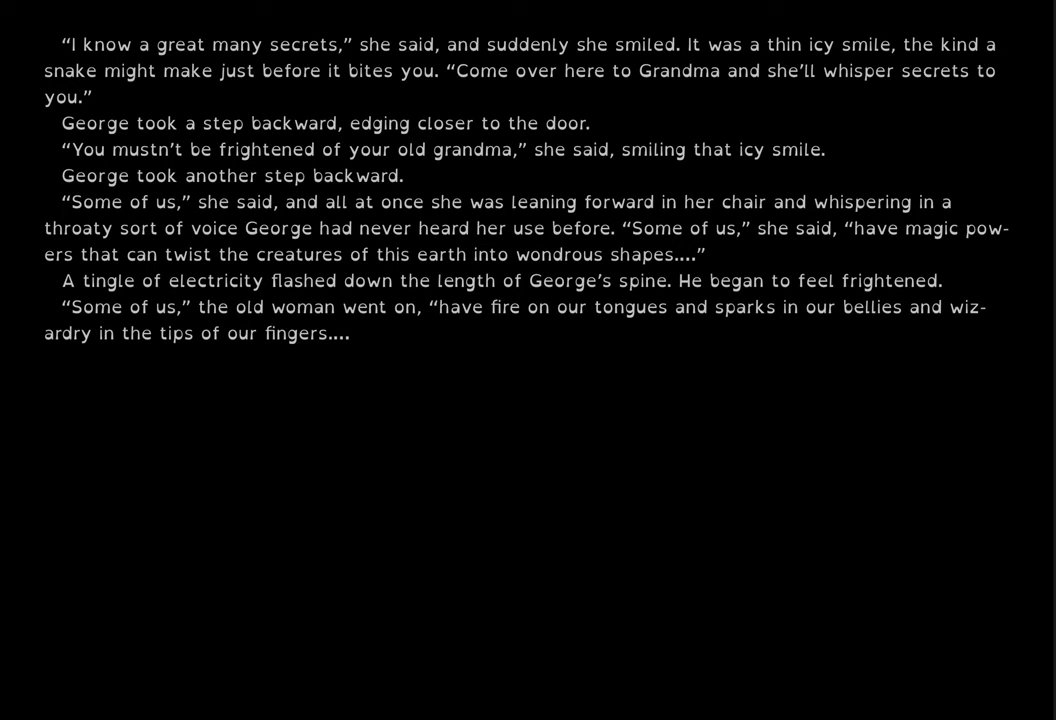 “I know a great many secrets,” she said, and suddenly she smiled. It was a thin icy smile, the kind a
snake might make just before it bites you. “Come over here to Grandma and she’ll whisper secrets to
you.”
George took a step backward, edging closer to the door.
“You mustn’t be frightened of your old grandma,” she said, smiling that icy smile.
George took another step backward.
“Some of us,” she said, and all at once she was leaning forward in her chair and whispering in a
throaty sort of voice George had never heard her use before. “Some of us,” she said, “have magic pow-
ers that can twist the creatures of this earth into wondrous shapes....”
A tingle of electricity flashed down the length of George’s spine. He began to feel frightened.
“Some of us,” the old woman went on, “have fire on our tongues and sparks in our bellies and wiz-
ardry in the tips of our fingers....